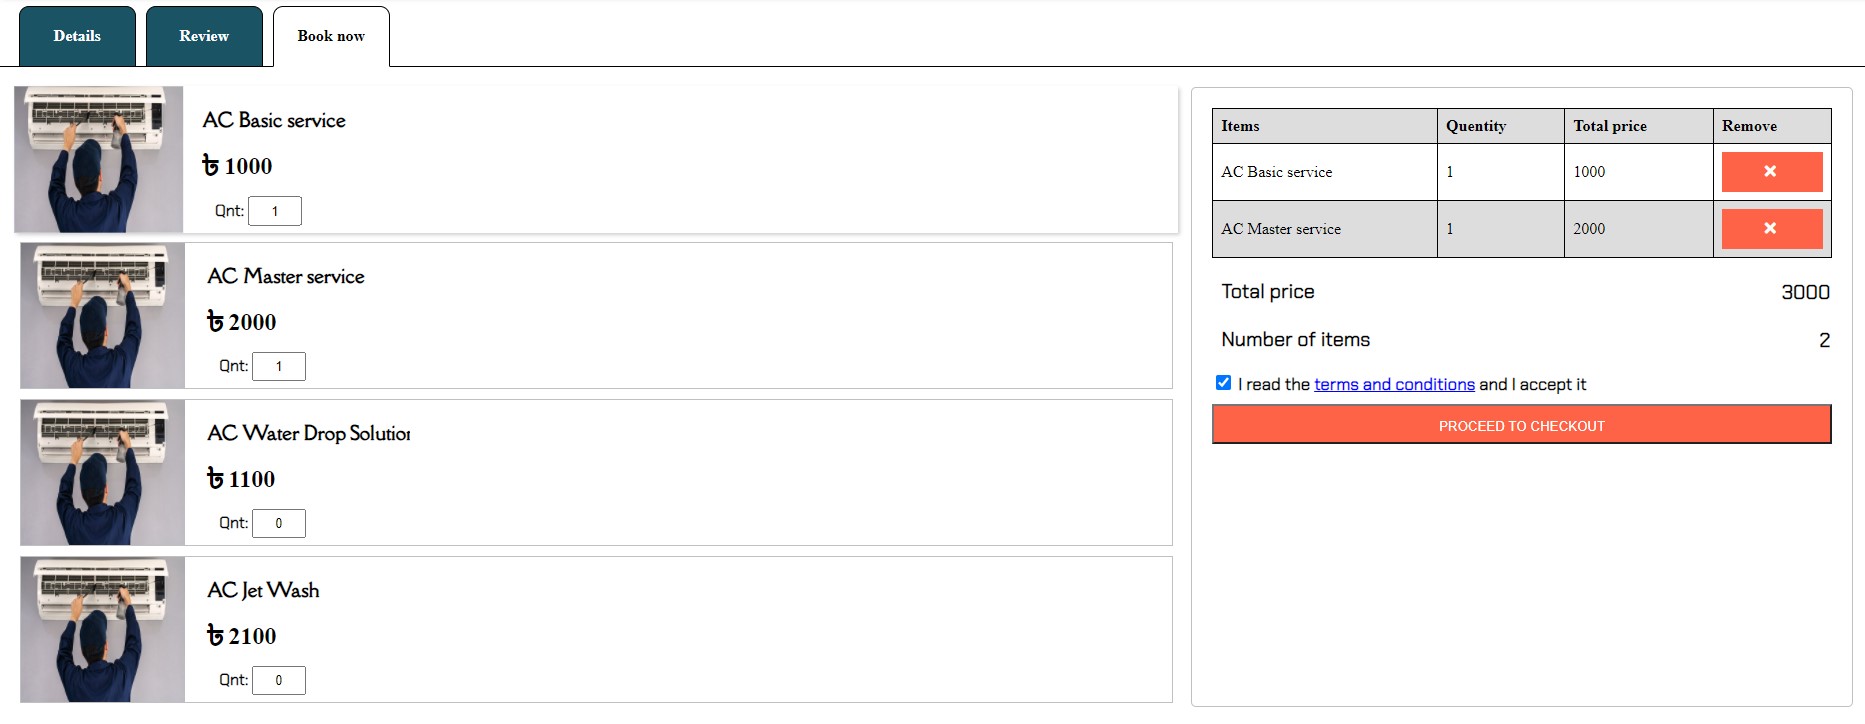 Details
Review
Book now
AC Basic service
৳ 1000
Qnt: 1
AC Master service
৳ 2000
Qnt: 1
AC Water Drop Solution
৳ 1100
Qnt: 0
AC Jet Wash
৳ 2100
Qnt: 0
Items Quentity Total price Remove
AC Basic service 1 1000 ×
AC Master service 1 2000 ×
Total price 3000
Number of items 2
I read the terms and conditions and I accept it
PROCEED TO CHECKOUT